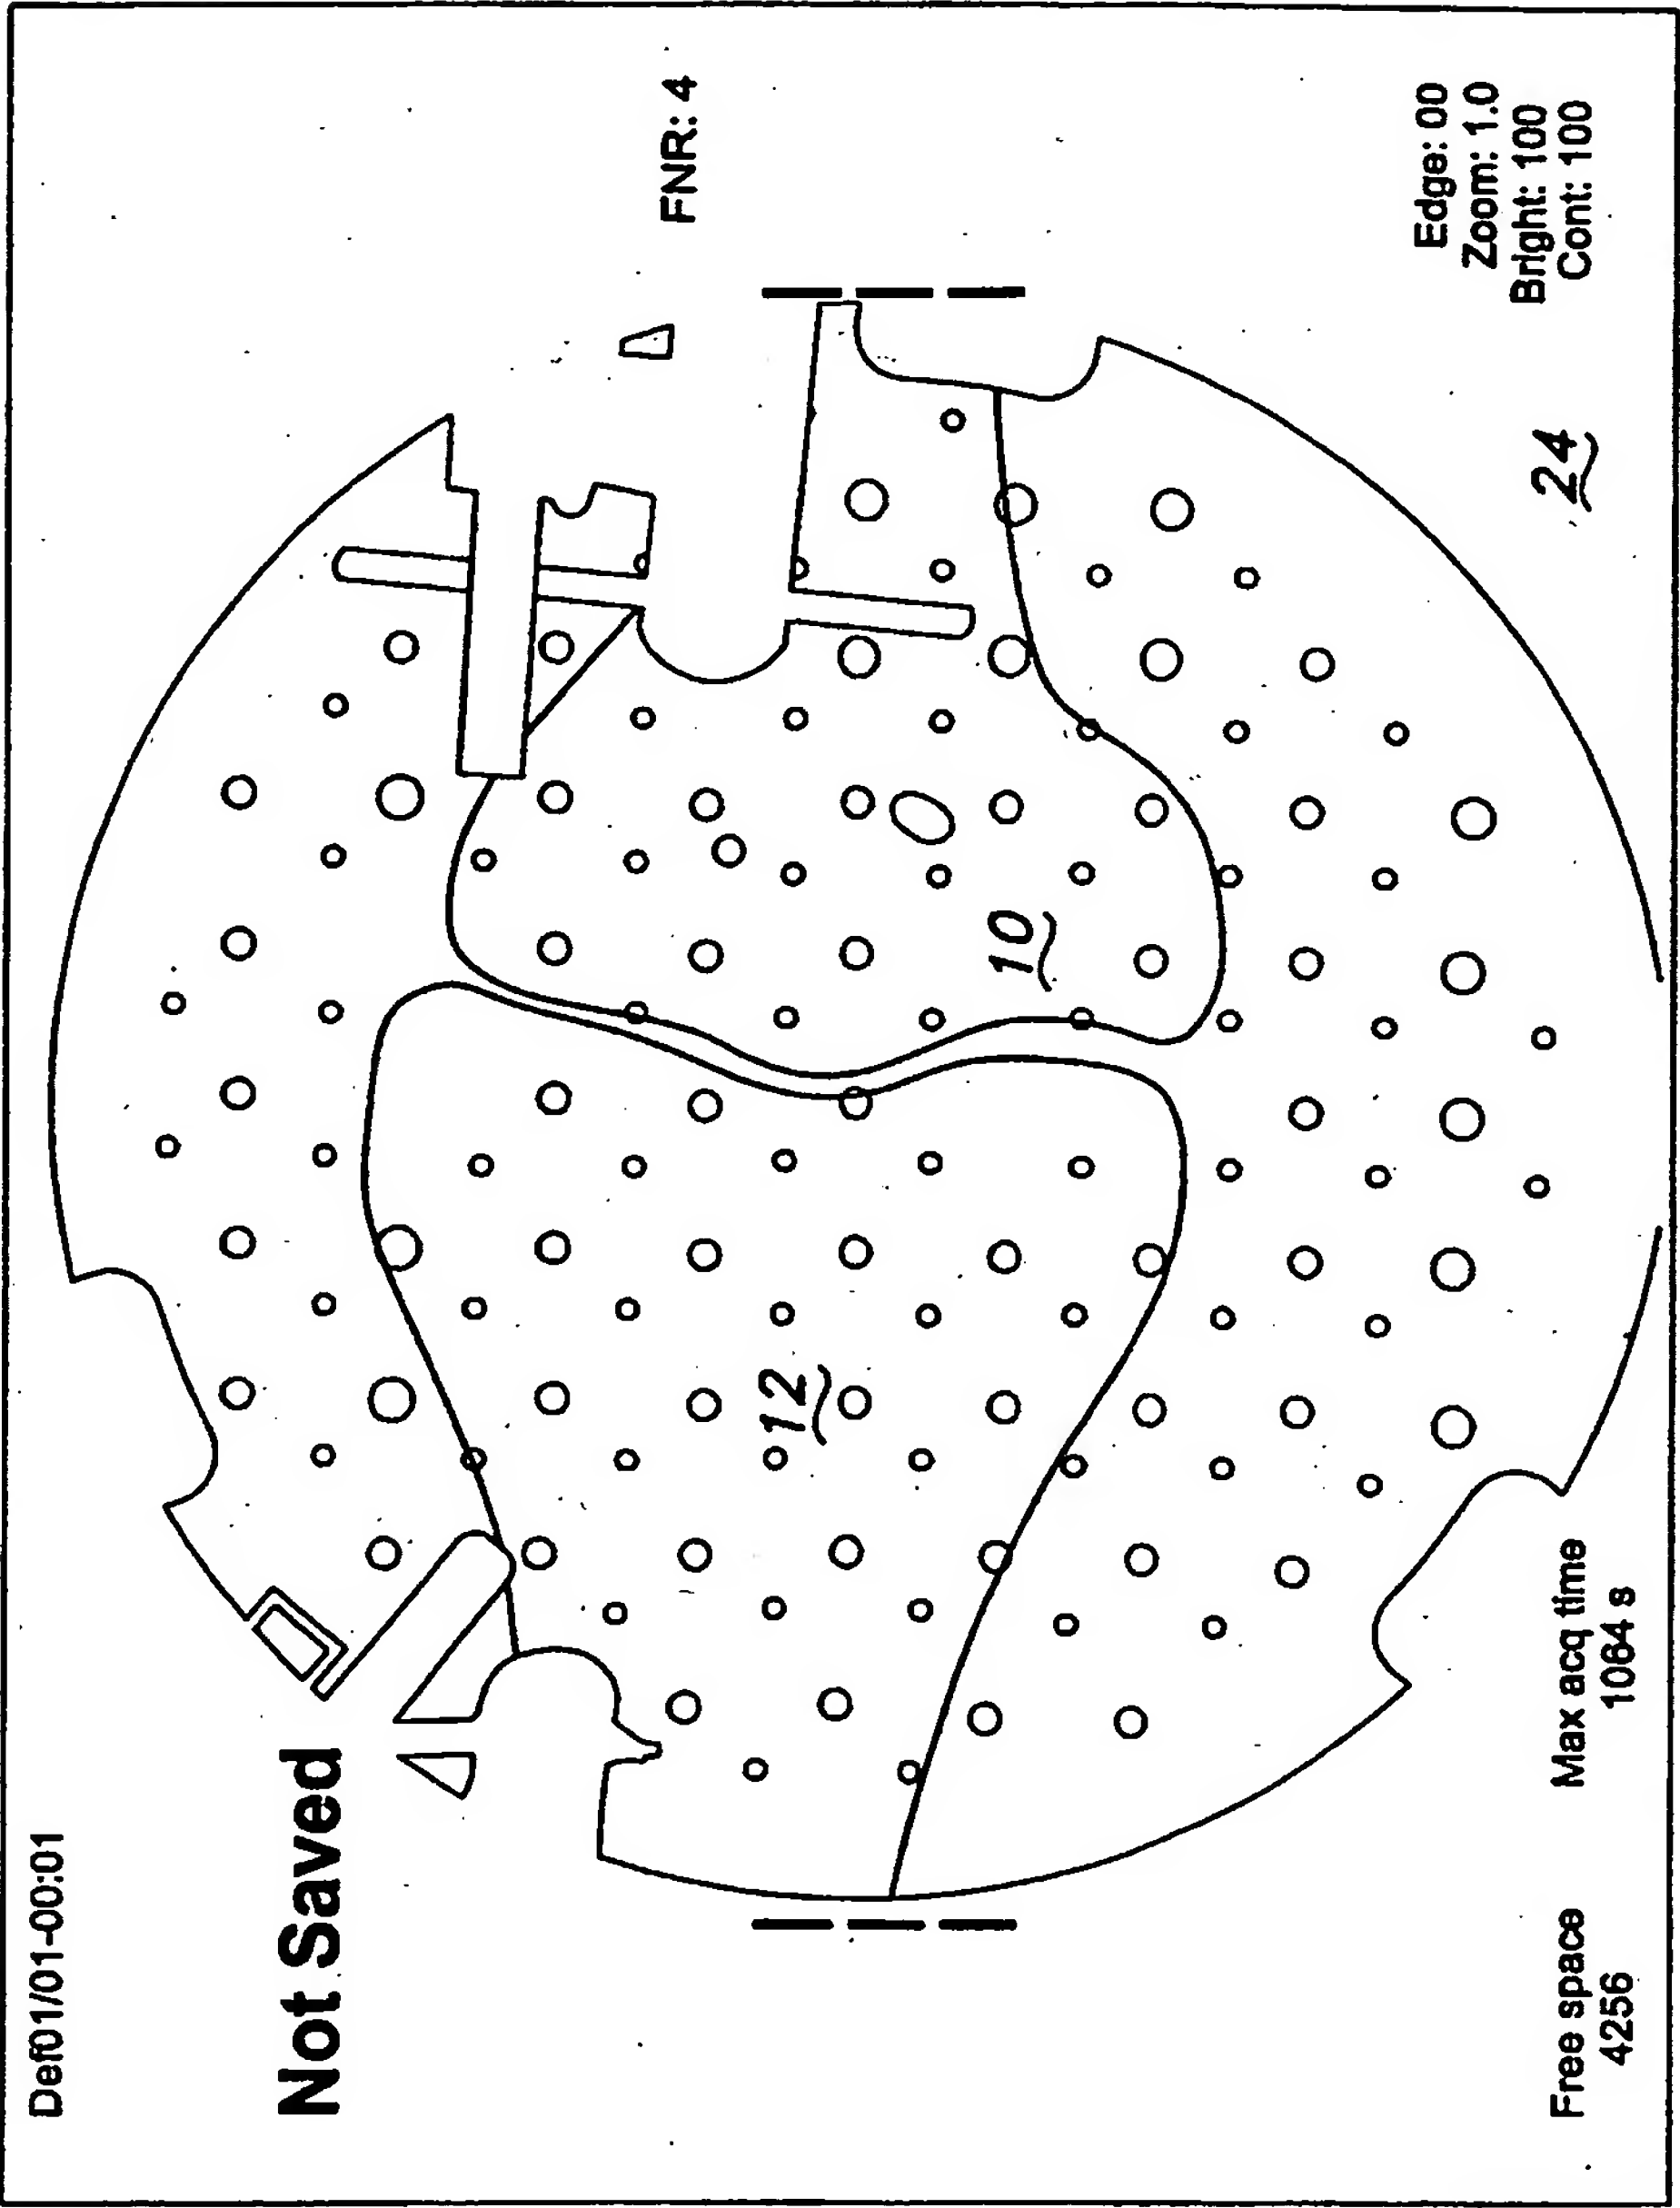 Def01/01-00:01
Not Saved
FNR: 4
10
12
24
Free space
4256
Max acq time
1064 s
Edge: 00
Zoom: 1.0
Bright: 100
Cont: 100